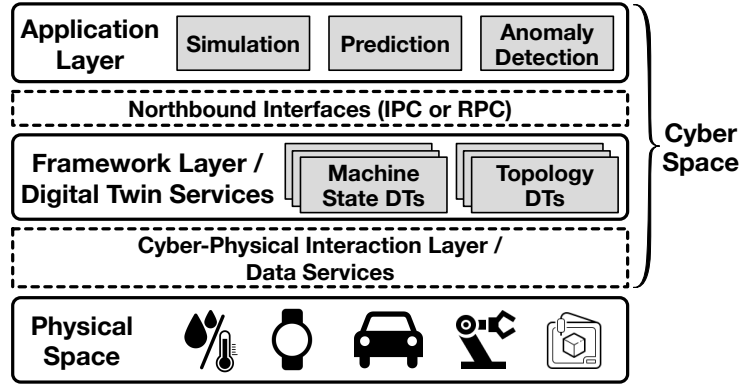 Application
Layer
Simulation
Prediction
Anomaly
Detection
Northbound Interfaces (IPC or RPC)
Framework Layer /
Digital Twin Services
Machine
State DTs
Topology
DTs
Cyber
Space
Cyber-Physical Interaction Layer /
Data Services
Physical
Space